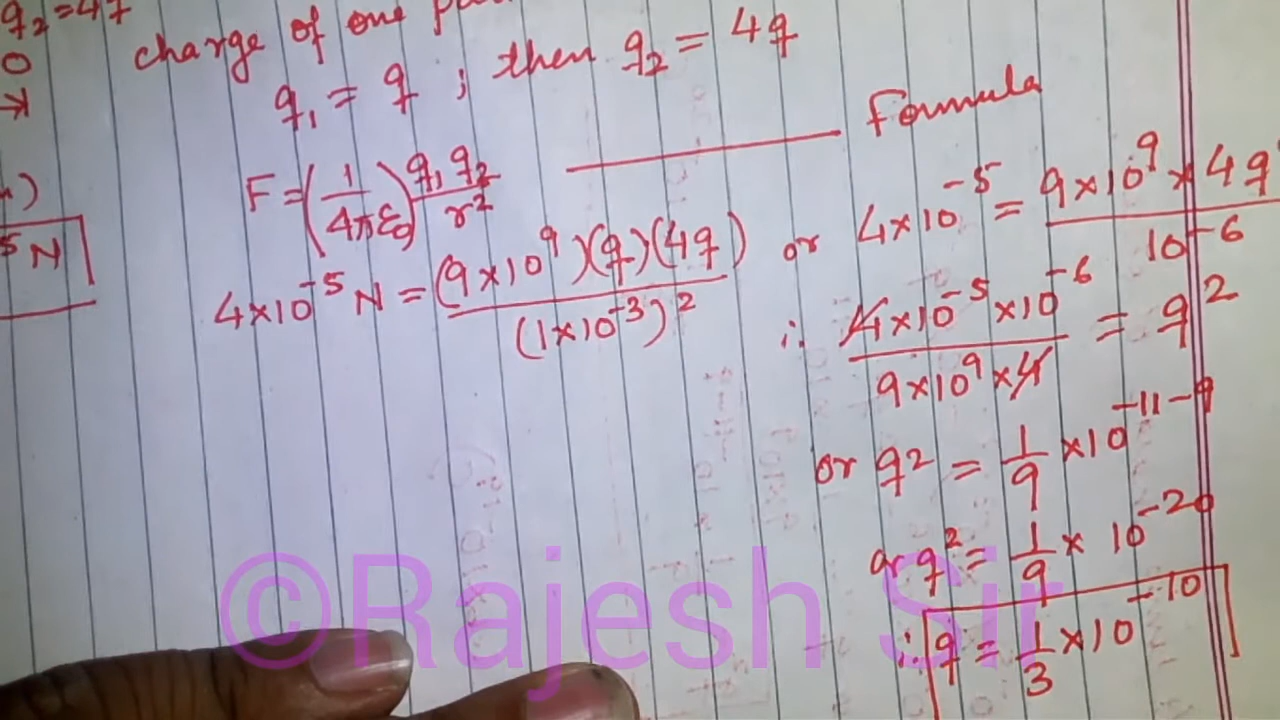 q₂ = 4q
charge of one
q₁ = q ; then q₂ = 4q
Formula
F = (1/4πε₀) q₁q₂/r²
4×10⁻⁵ N = (9×10⁹)(q)(4q)/(1×10⁻³)²
5 N
or 4×10⁻⁵ = 9×10⁹×4q/10⁻⁶
∴ 4×10⁻⁵×10⁻⁶/9×10⁹×4 = q²
or q² = 1/9 ×10⁻¹¹⁻⁹
or q² = 1/9 × 10⁻²⁰
∴ q = 1/3 ×10⁻¹⁰
©Rajesh Sir